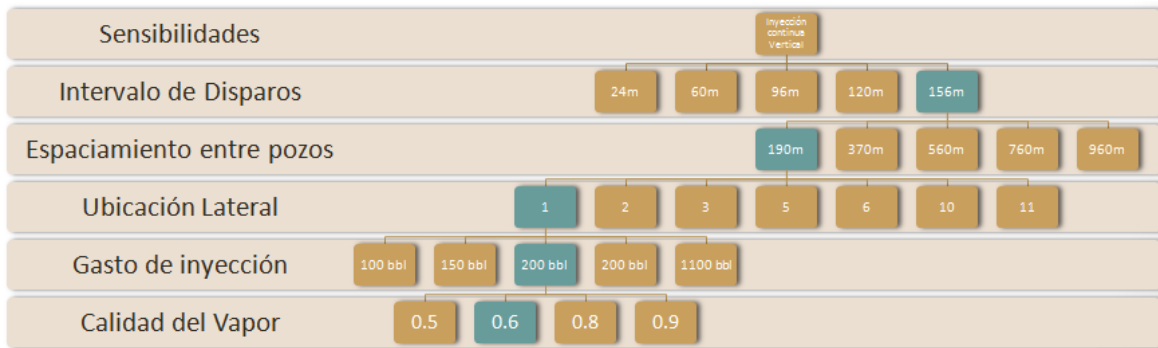 Sensibilidades
Inyección
continua
Vertical
Intervalo de Disparos
24m 60m 96m 120m 156m
Espaciamiento entre pozos
190m 370m 560m 760m 960m
Ubicación Lateral
1 2 3 5 6 10 11
Gasto de inyección
100 bbl 150 bbl 200 bbl 200 bbl 1100 bbl
Calidad del Vapor
0.5 0.6 0.8 0.9